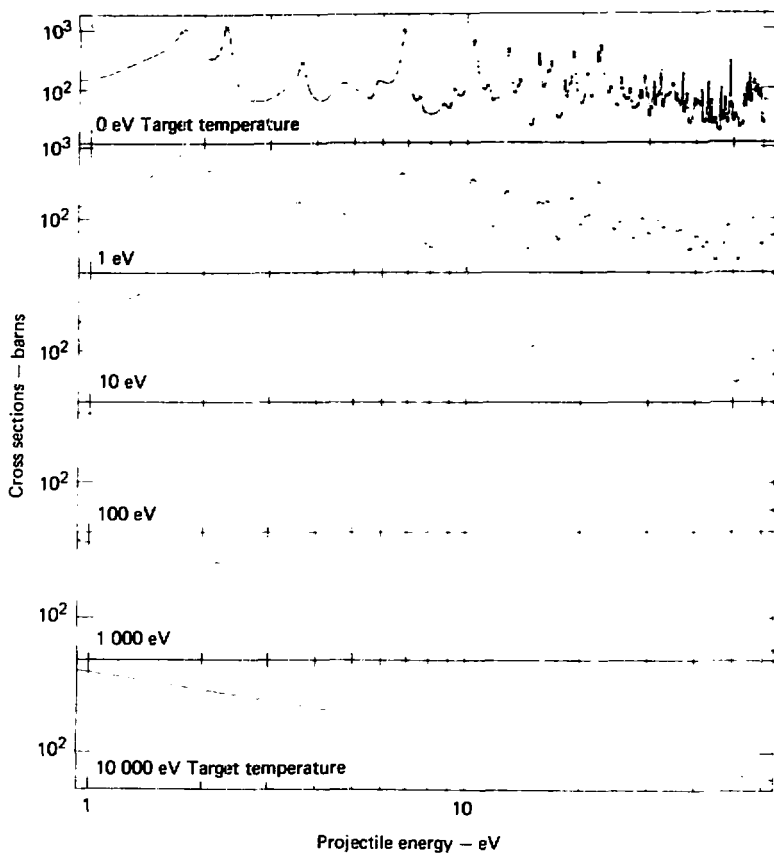 10³
10²
0 eV Target temperature
10³
10²
1 eV
10²
10 eV
10²
100 eV
10²
1 000 eV
10²
10 000 eV Target temperature
Cross sections — barns
1
10
Projectile energy — eV